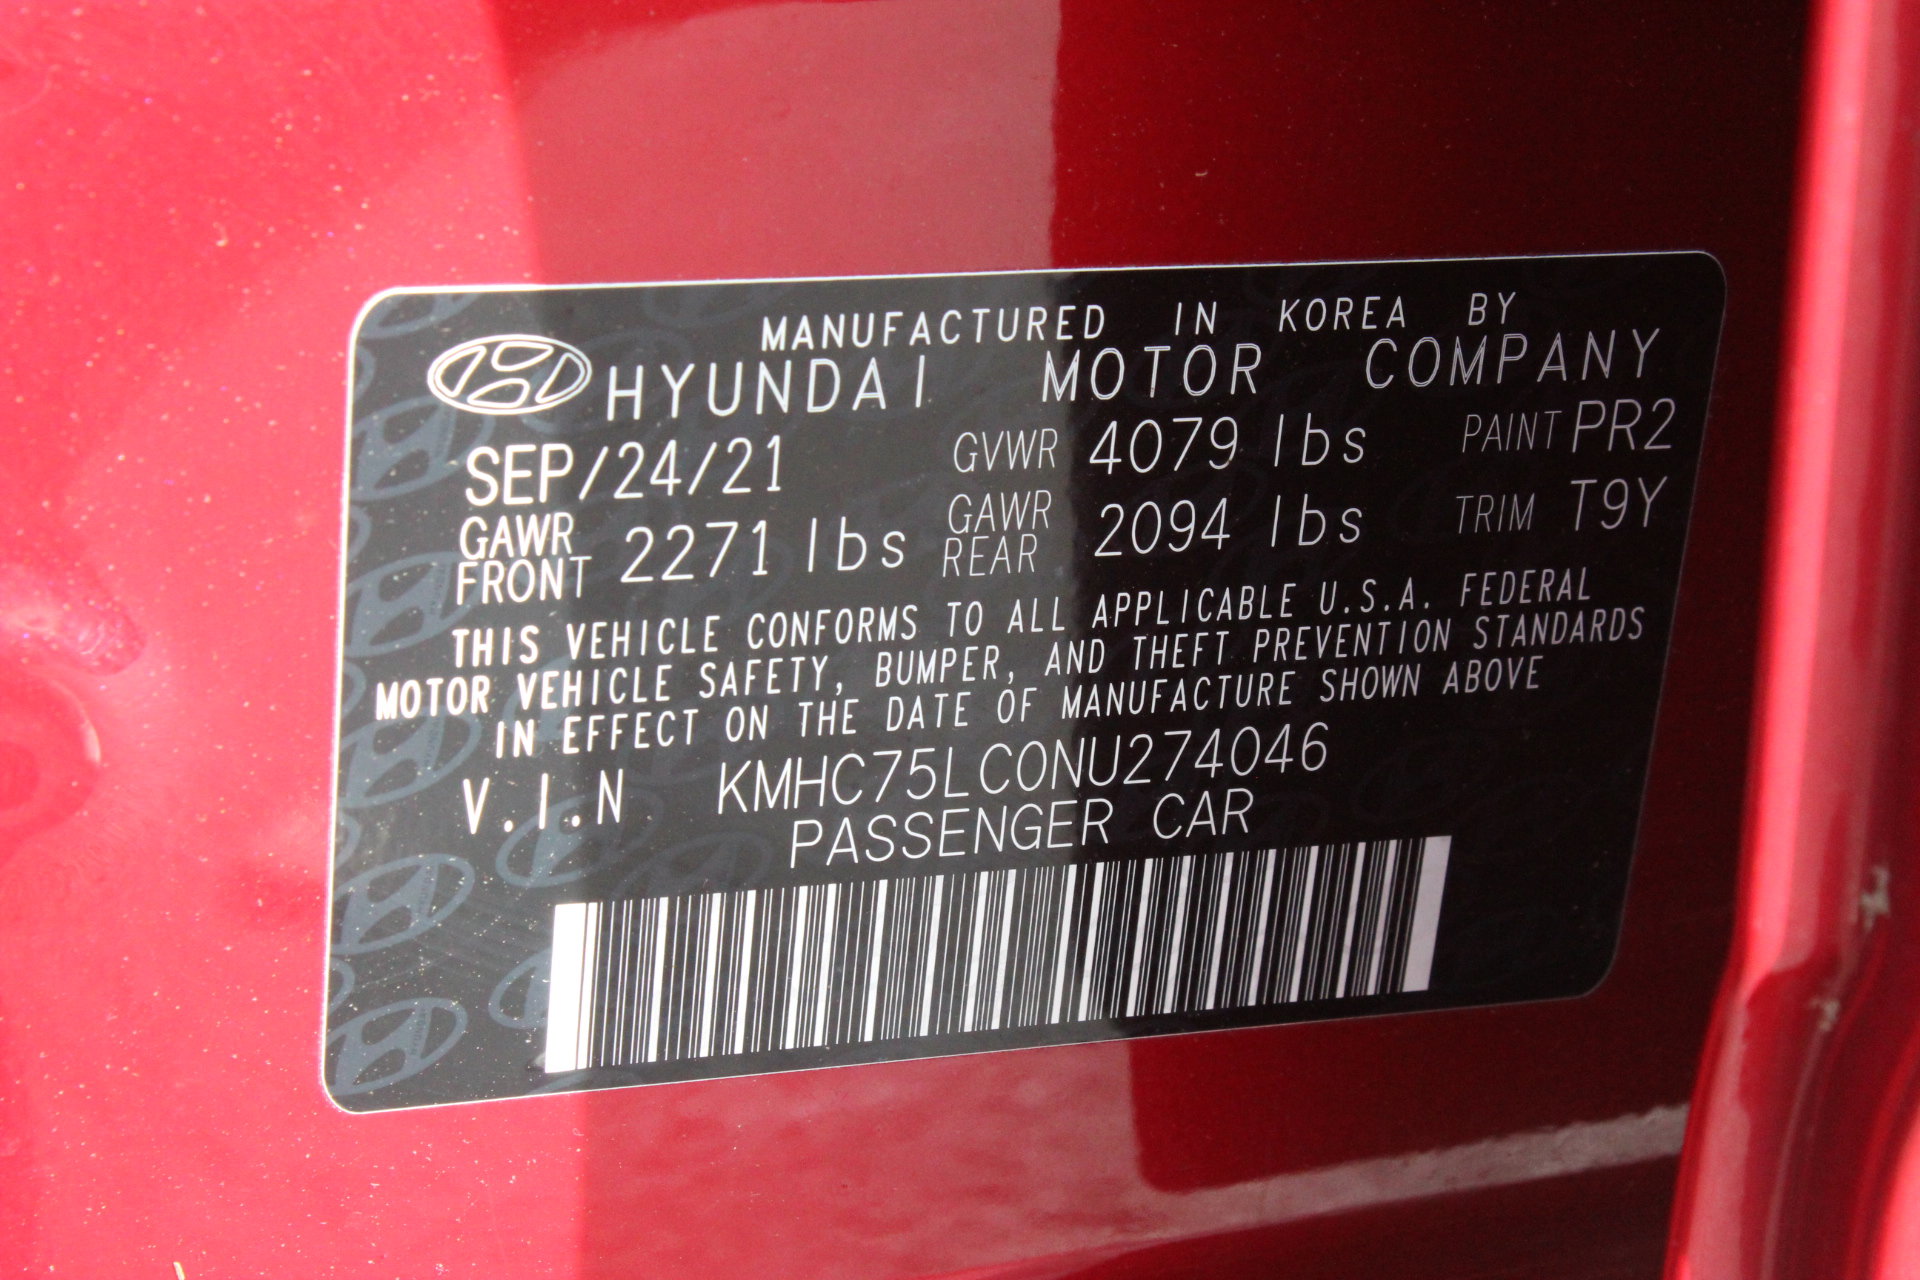 MANUFACTURED IN KOREA BY
HYUNDAI MOTOR COMPANY
SEP/24/21 GVWR 4079 lbs PAINT PR2
GAWR FRONT 2271 lbs GAWR REAR 2094 lbs TRIM T9Y
THIS VEHICLE CONFORMS TO ALL APPLICABLE U.S.A. FEDERAL
MOTOR VEHICLE SAFETY, BUMPER, AND THEFT PREVENTION STANDARDS
IN EFFECT ON THE DATE OF MANUFACTURE SHOWN ABOVE
V.I.N KMHC75LC0NU274046
PASSENGER CAR